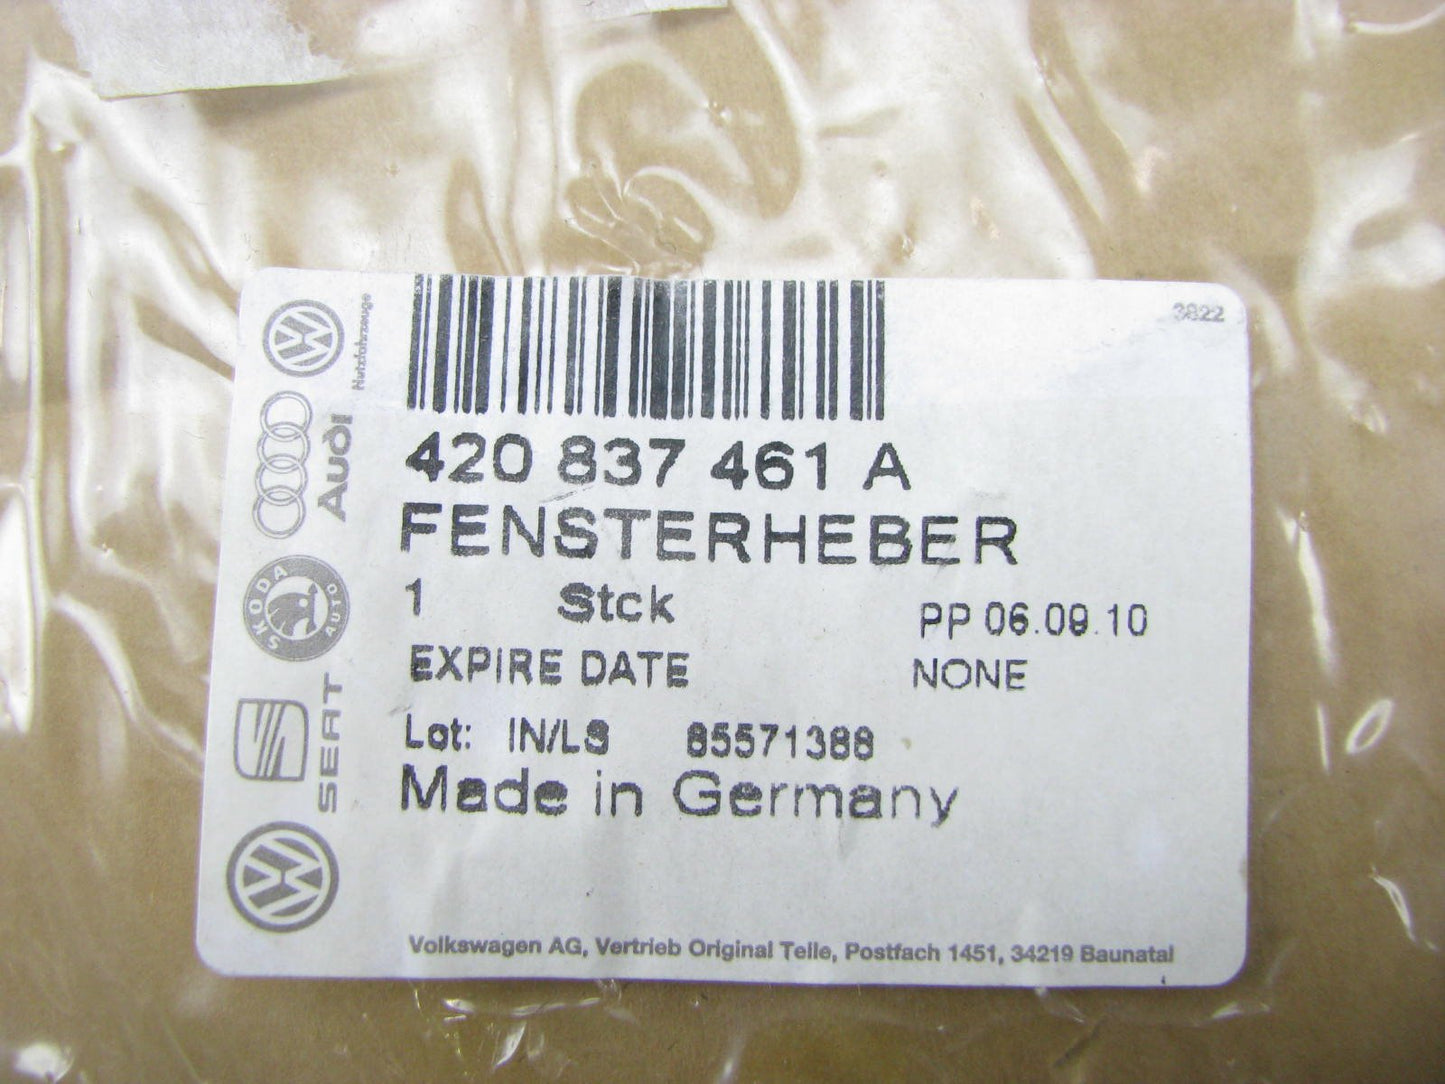 3822
Nutzfahrzeuge
420 837 461 A
Audi
FENSTERHEBER
1 Stck PP 06.09.10
SKODA AUTO
EXPIRE DATE NONE
SEAT
Lot: IN/LS 85571388
Made in Germany
Volkswagen AG, Vertrieb Original Teile, Postfach 1451, 34219 Baunatal